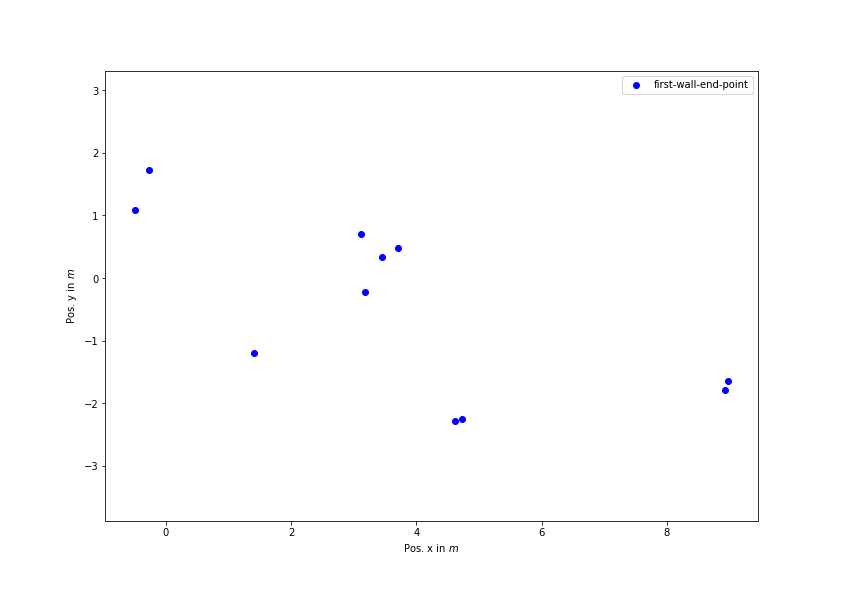 first-wall-end-point
3
2
1
0
−1
−2
−3
Pos. y in m
0 2 4 6 8
Pos. x in m